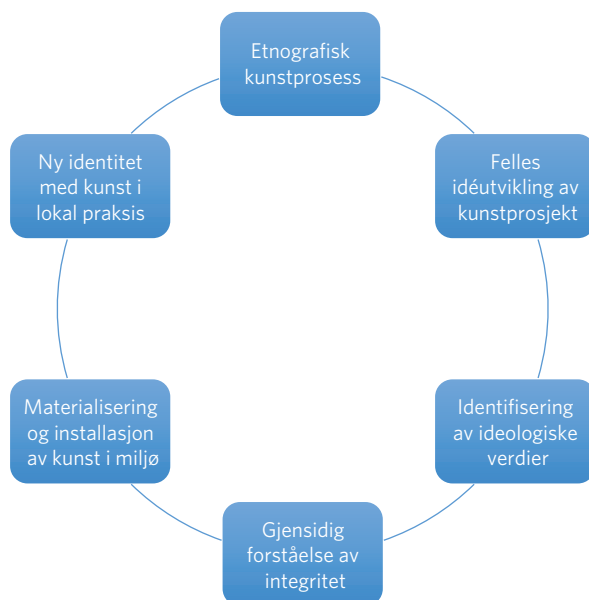 Etnografisk
kunstprosess
Felles
idéutvikling av
kunstprosjekt
Identifisering
av ideologiske
verdier
Gjensidig
forståelse av
integritet
Materialisering
og installasjon
av kunst i miljø
Ny identitet
med kunst i
lokal praksis